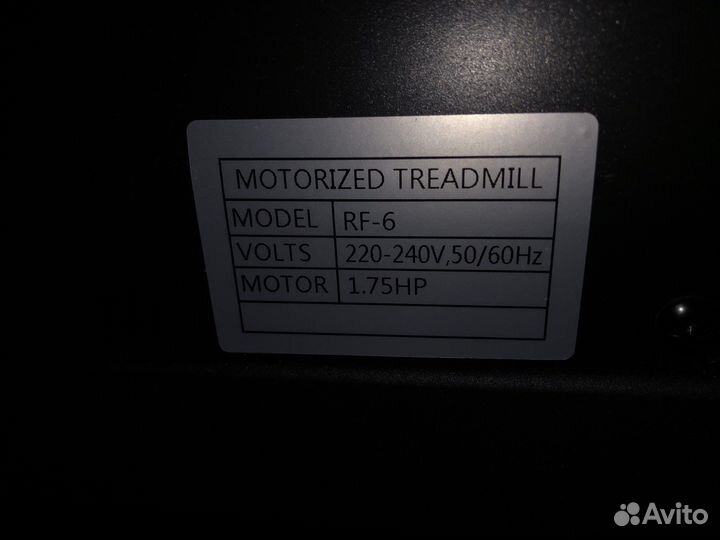 MOTORIZED TREADMILL
MODEL RF-6
VOLTS 220-240V,50/60Hz
MOTOR 1.75HP
Avito